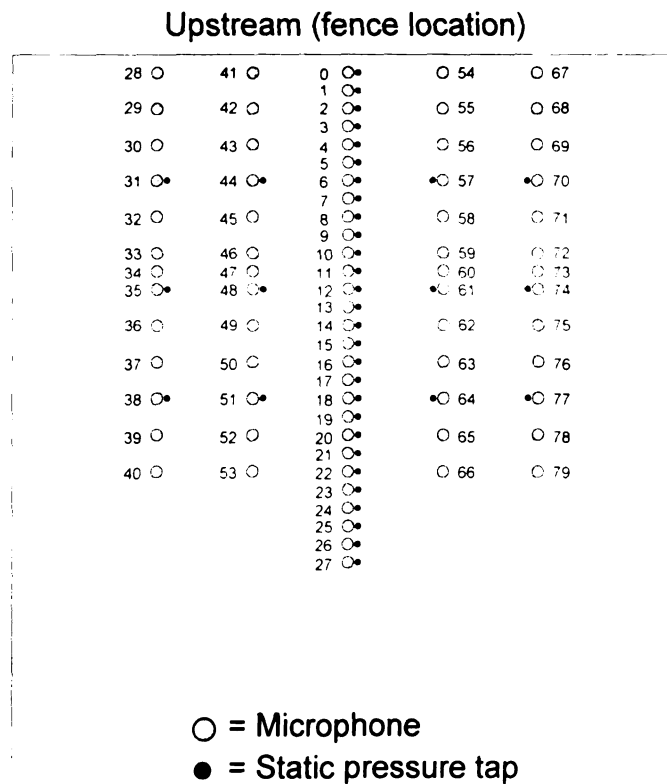 Upstream (fence location)
28 41 0 54 67
1
29 42 2 55 68
3
30 43 4 56 69
5
31 44 6 57 70
7
32 45 8 58 71
9
33 46 10 59 72
34 47 11 60 73
35 48 12 61 74
13
36 49 14 62 75
15
37 50 16 63 76
17
38 51 18 64 77
19
39 52 20 65 78
21
40 53 22 66 79
23
24
25
26
27
= Microphone
= Static pressure tap